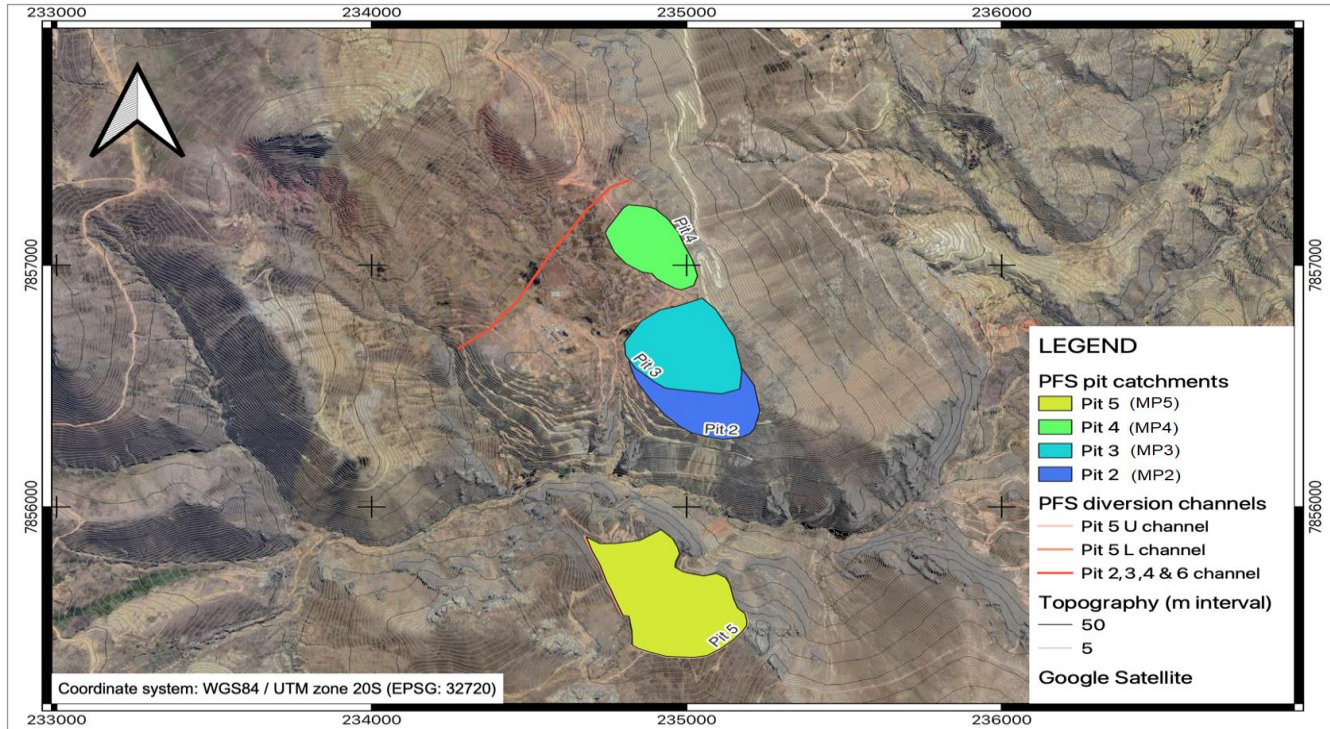 233000 234000 235000 236000
7857000
7857000
7856000
7856000
Pit 4
Pit 3
Pit 2
Pit 5
LEGEND
PFS pit catchments
Pit 5 (MP5)
Pit 4 (MP4)
Pit 3 (MP3)
Pit 2 (MP2)
PFS diversion channels
Pit 5 U channel
Pit 5 L channel
Pit 2,3,4 & 6 channel
Topography (m interval)
50
5
Google Satellite
Coordinate system: WGS84 / UTM zone 20S (EPSG: 32720)
233000 234000 235000 236000